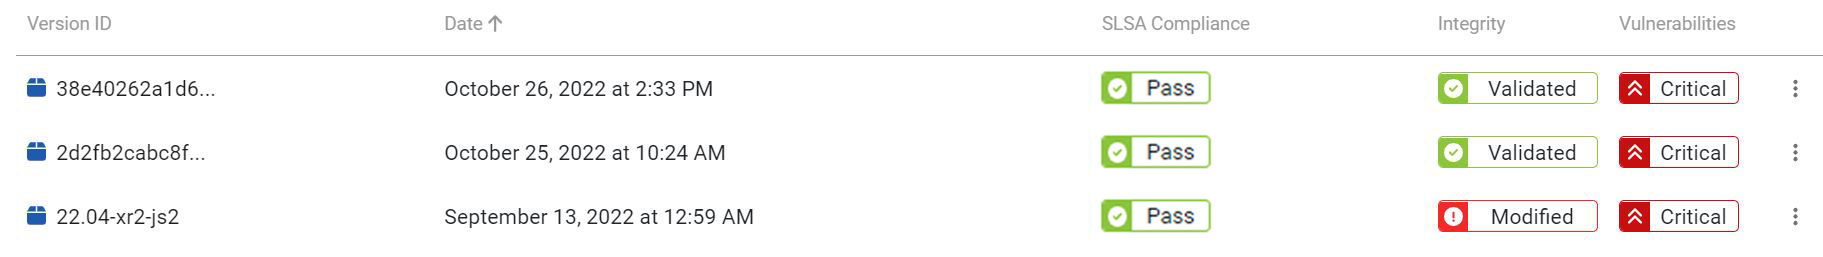 Version ID Date SLSA Compliance Integrity Vulnerabilities
38e40262a1d6... October 26, 2022 at 2:33 PM Pass Validated Critical
2d2fb2cabc8f... October 25, 2022 at 10:24 AM Pass Validated Critical
22.04-xr2-js2 September 13, 2022 at 12:59 AM Pass Modified Critical